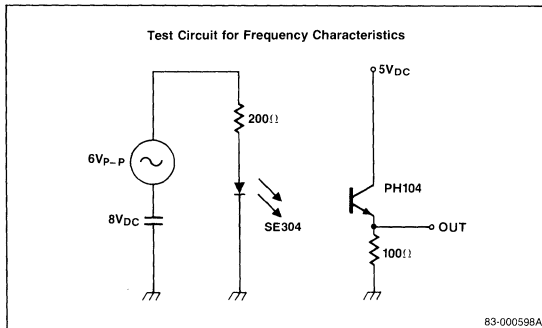 Test Circuit for Frequency Characteristics
5VDC
200Ω
6VP–P
PH104
8VDC
SE304
OUT
100Ω
83-000598A